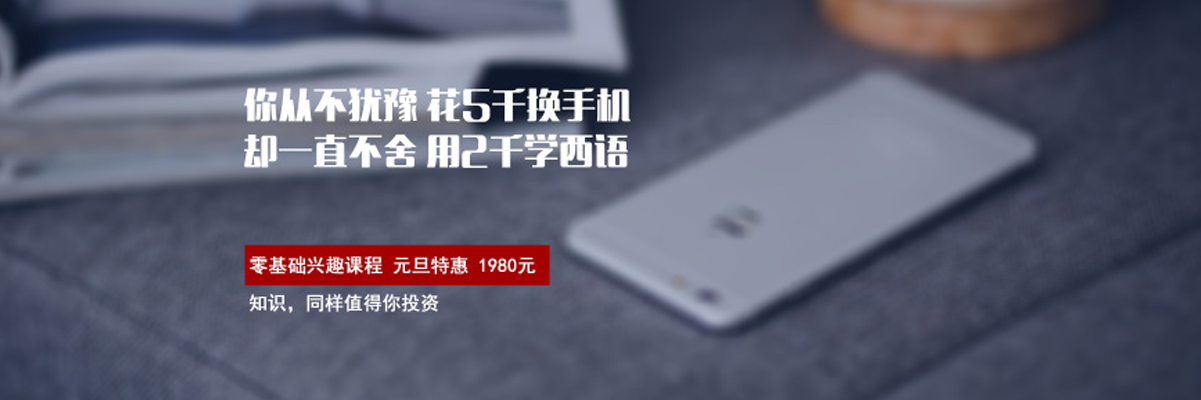 你从不犹豫 花5千换手机
却一直不舍 用2千学西语
零基础兴趣课程 元旦特惠 1980元
知识，同样值得你投资